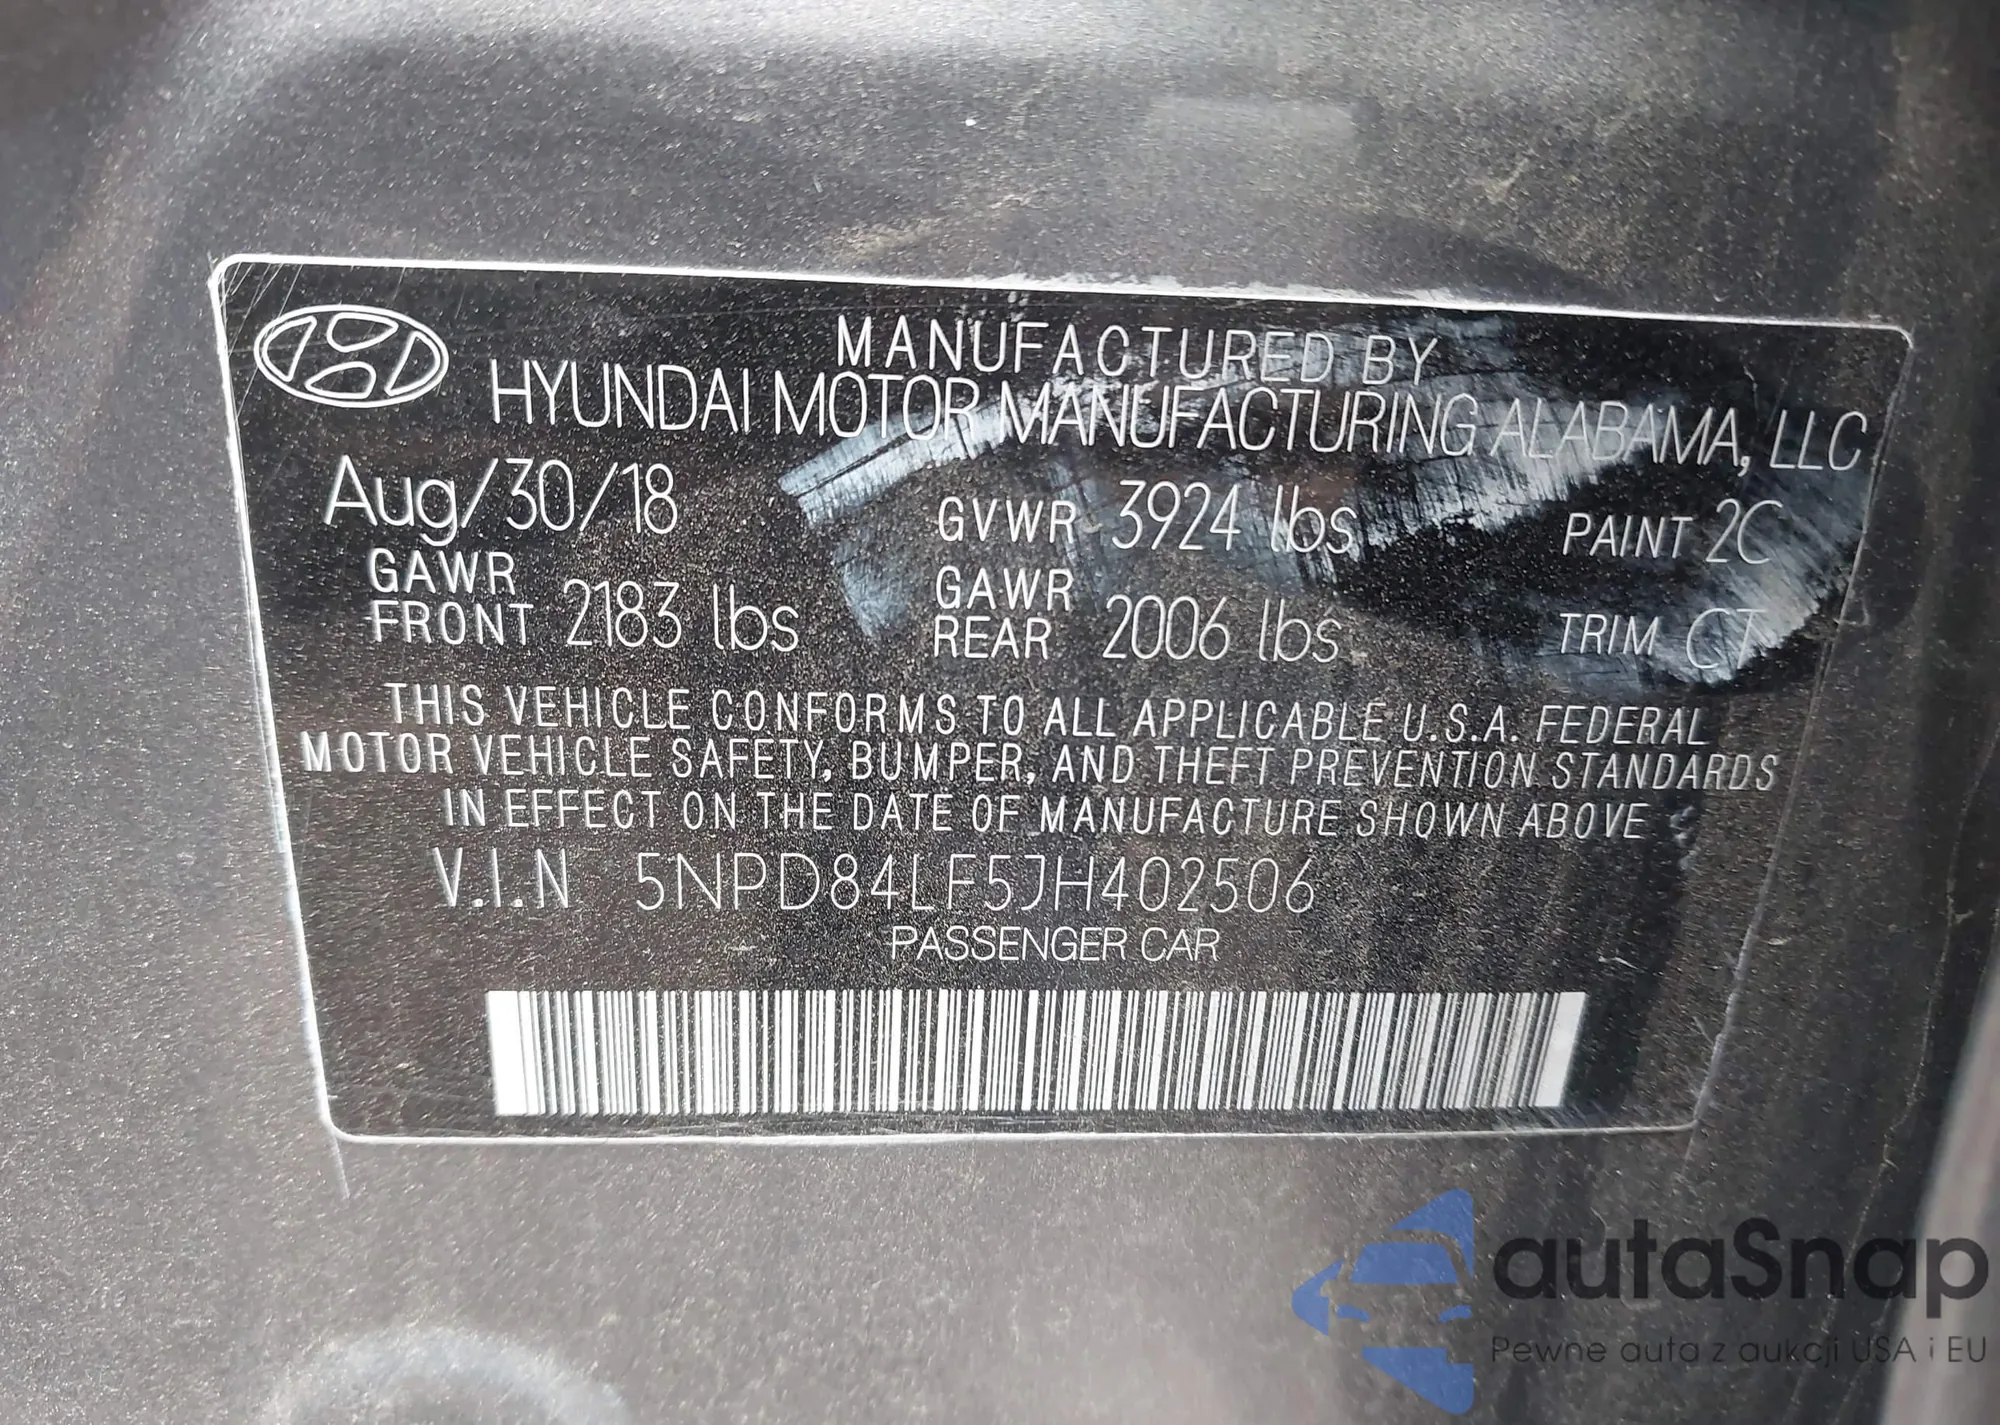 MANUFACTURED BY
HYUNDAI MOTOR MANUFACTURING ALABAMA, LLC
Aug/30/18
GVWR 3924 lbs
PAINT 2C
GAWR FRONT 2183 lbs
GAWR REAR 2006 lbs
TRIM CT
THIS VEHICLE CONFORMS TO ALL APPLICABLE U.S.A. FEDERAL
MOTOR VEHICLE SAFETY, BUMPER, AND THEFT PREVENTION STANDARDS
IN EFFECT ON THE DATE OF MANUFACTURE SHOWN ABOVE
V.I.N 5NPD84LF5JH402506
PASSENGER CAR
autaSnap
Pewne auta z aukcji USA i EU